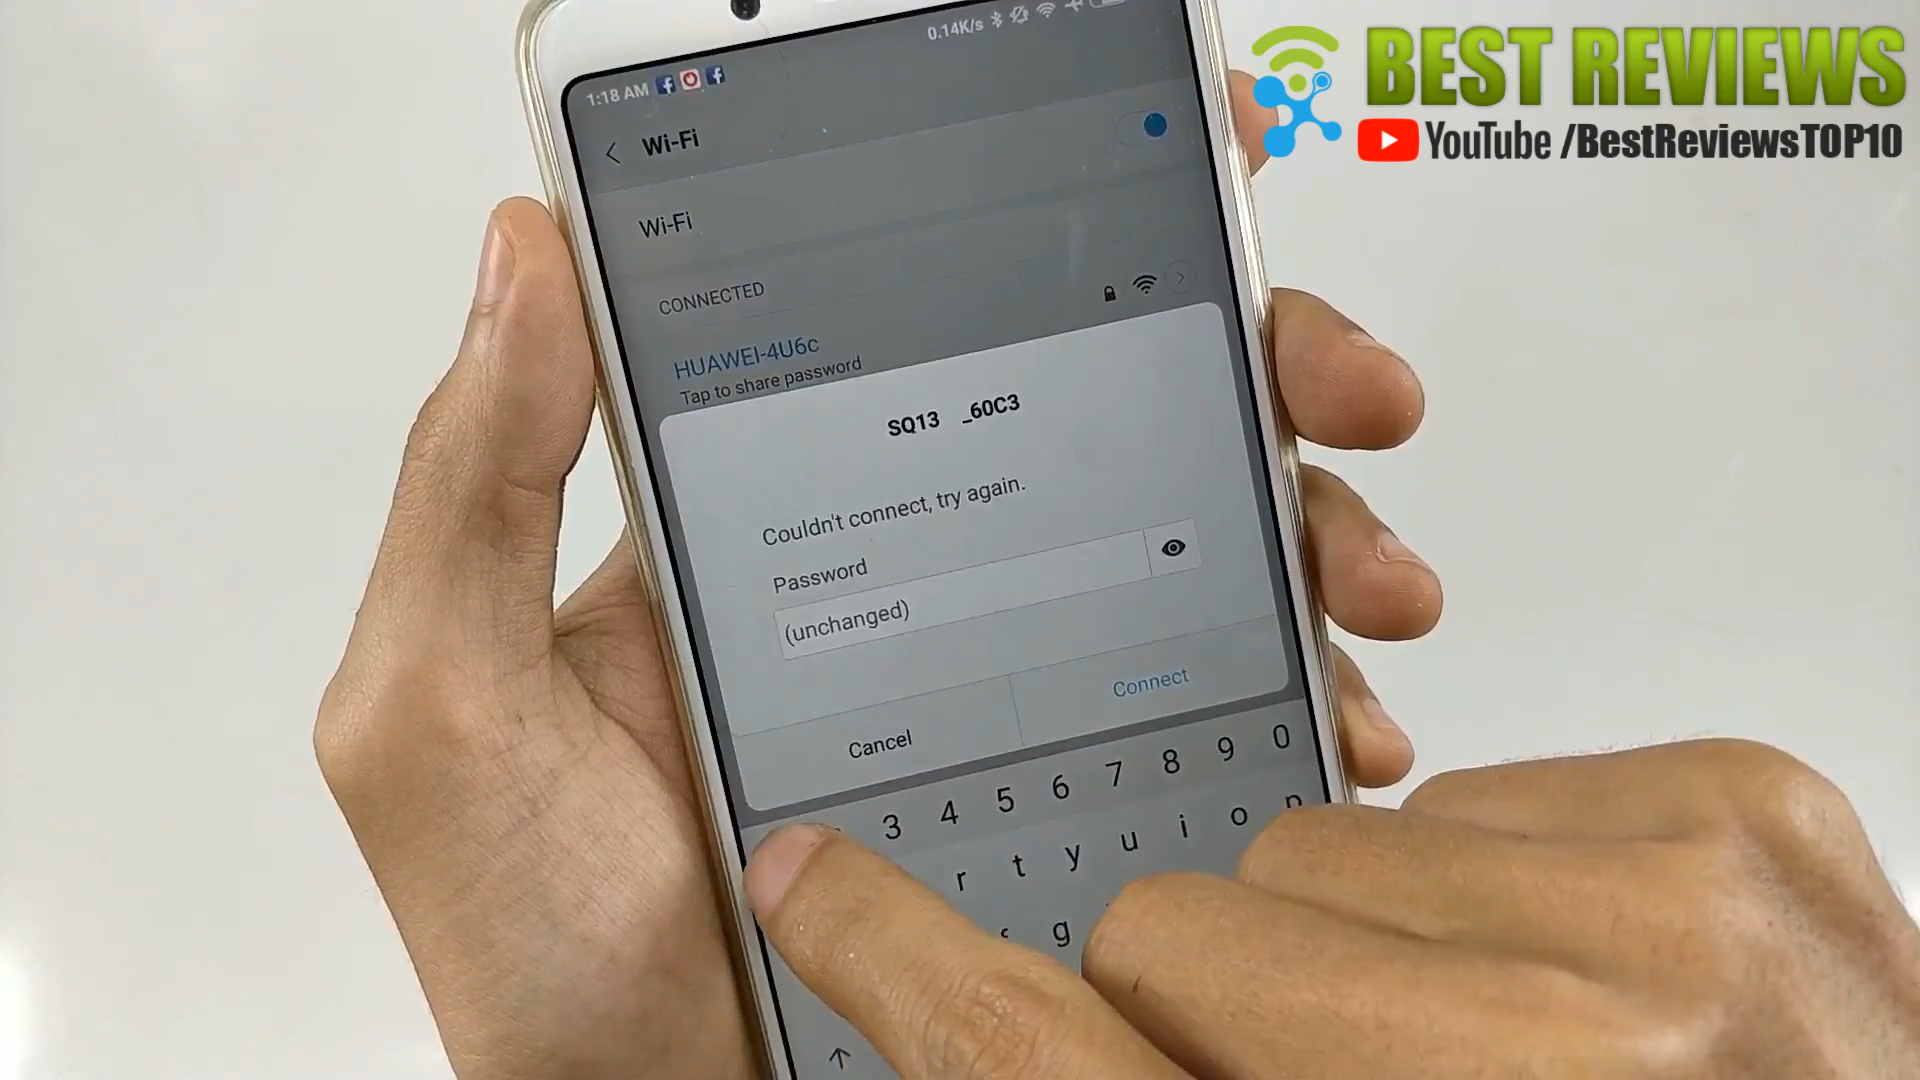 BEST REVIEWS
YouTube /BestReviewsTOP10
0.14K/s
1:18 AM
Wi-Fi
Wi-Fi
CONNECTED
HUAWEI-4U6c
Tap to share password
SQ13 _60C3
Couldn't connect, try again.
Password
(unchanged)
Cancel
Connect
3 4 5 6 7 8 9 0
r t y u i o p
g